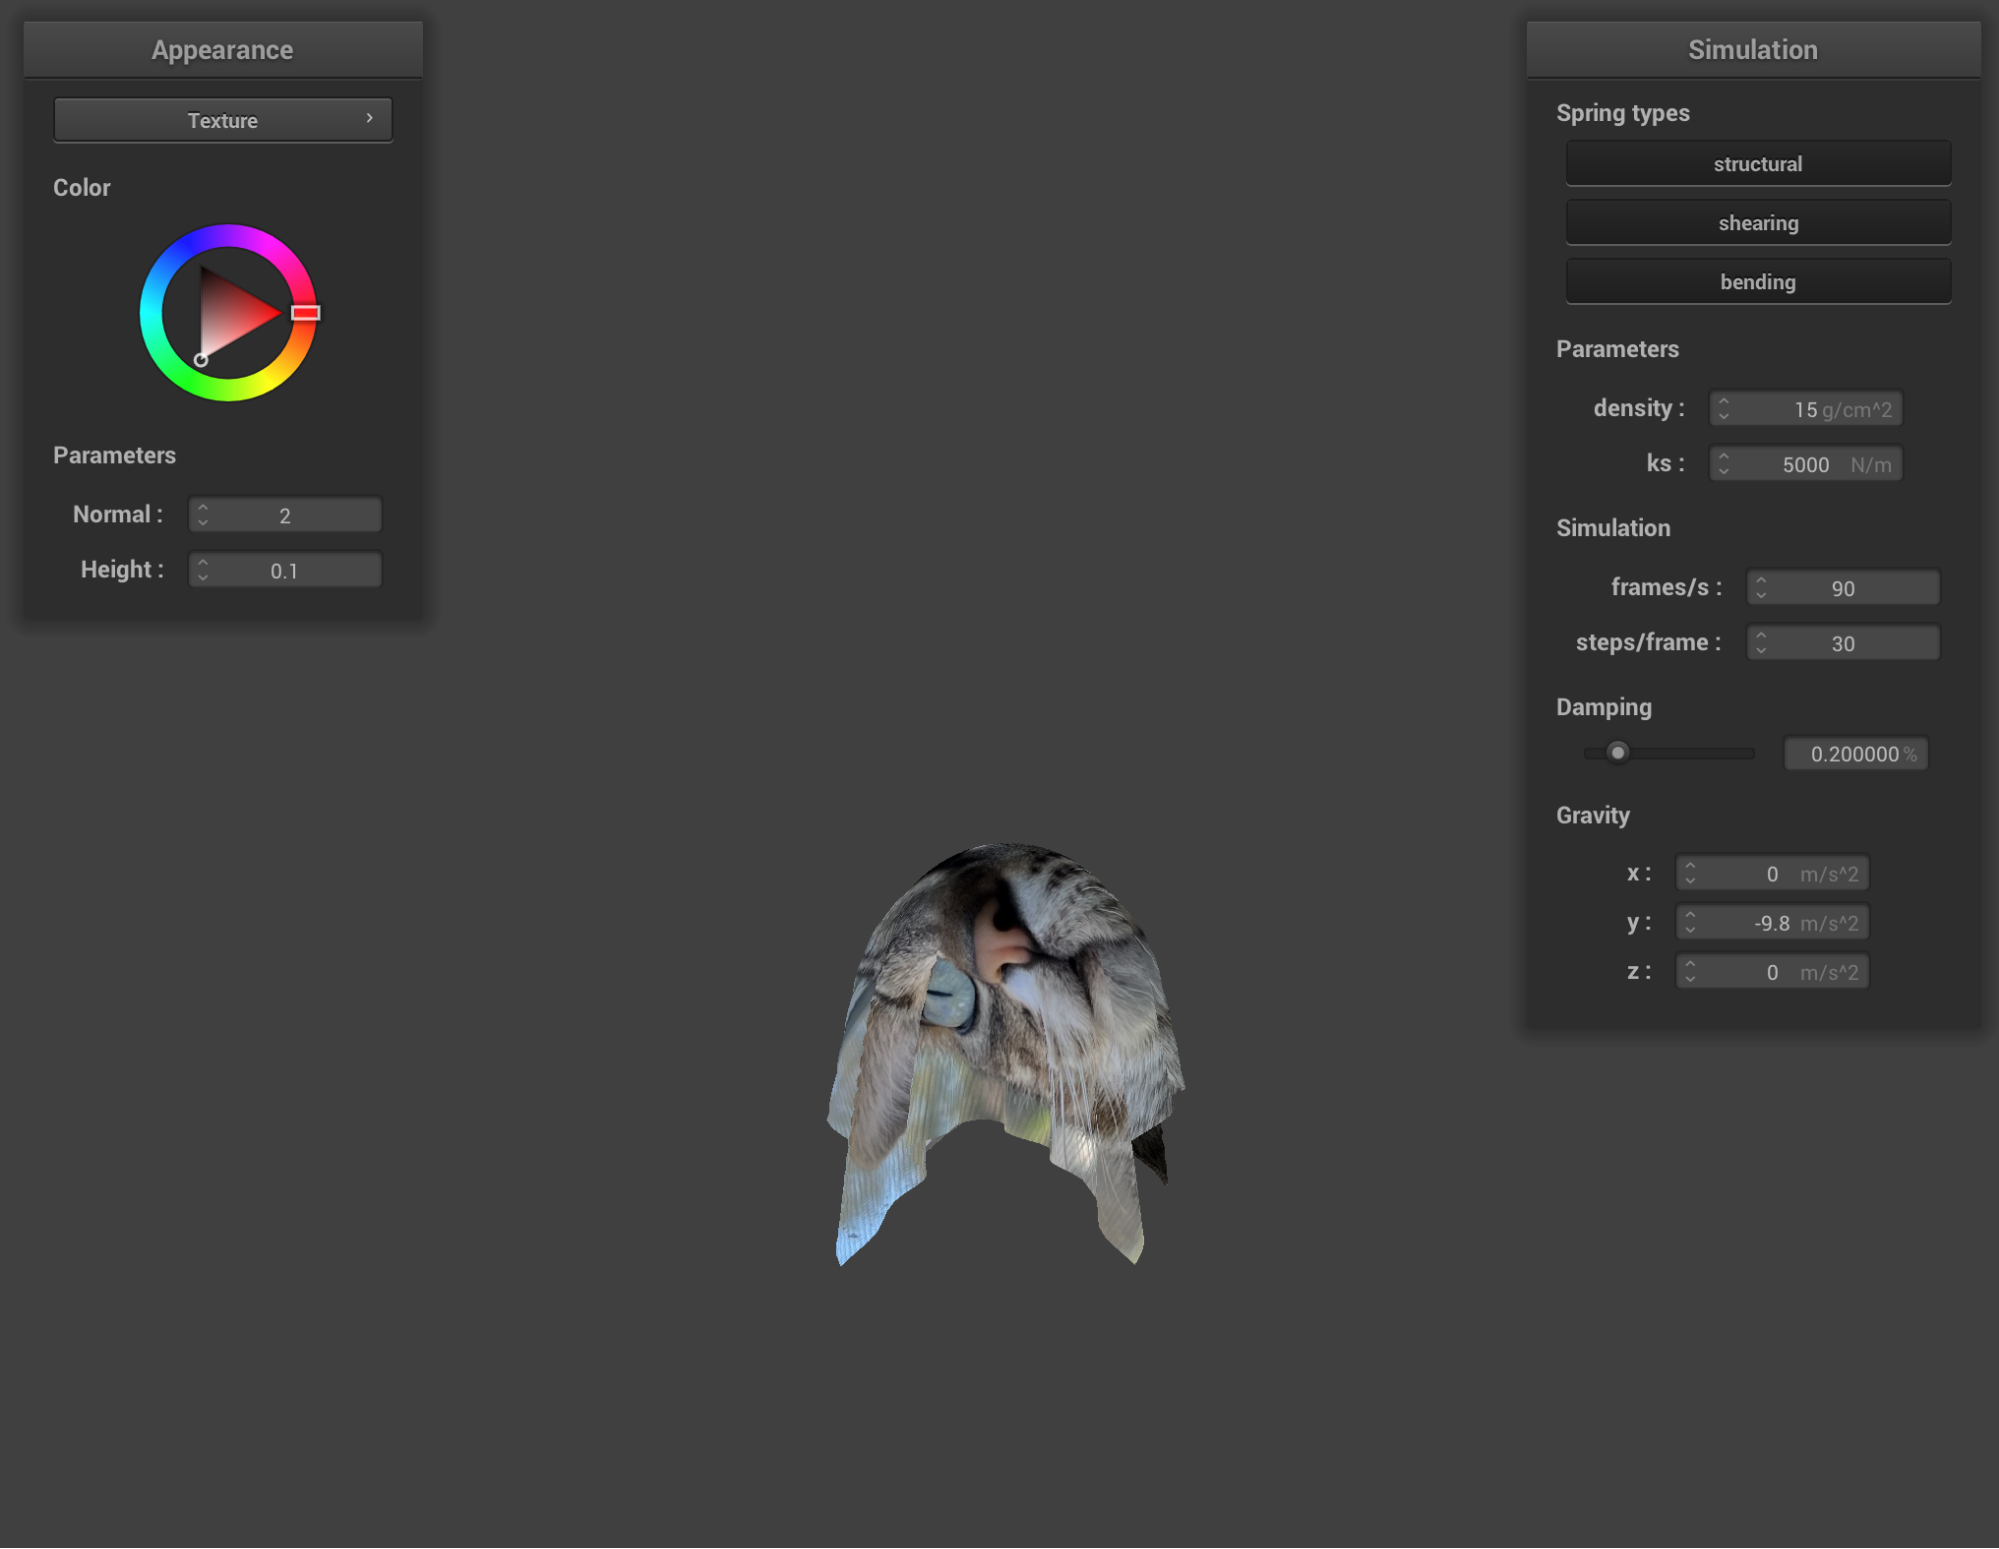 Appearance
Texture
Color
Parameters
Normal : 2
Height : 0.1
Simulation
Spring types
structural
shearing
bending
Parameters
density : 15 g/cm^2
ks : 5000 N/m
Simulation
frames/s : 90
steps/frame : 30
Damping
0.200000 %
Gravity
x : 0 m/s^2
y : -9.8 m/s^2
z : 0 m/s^2